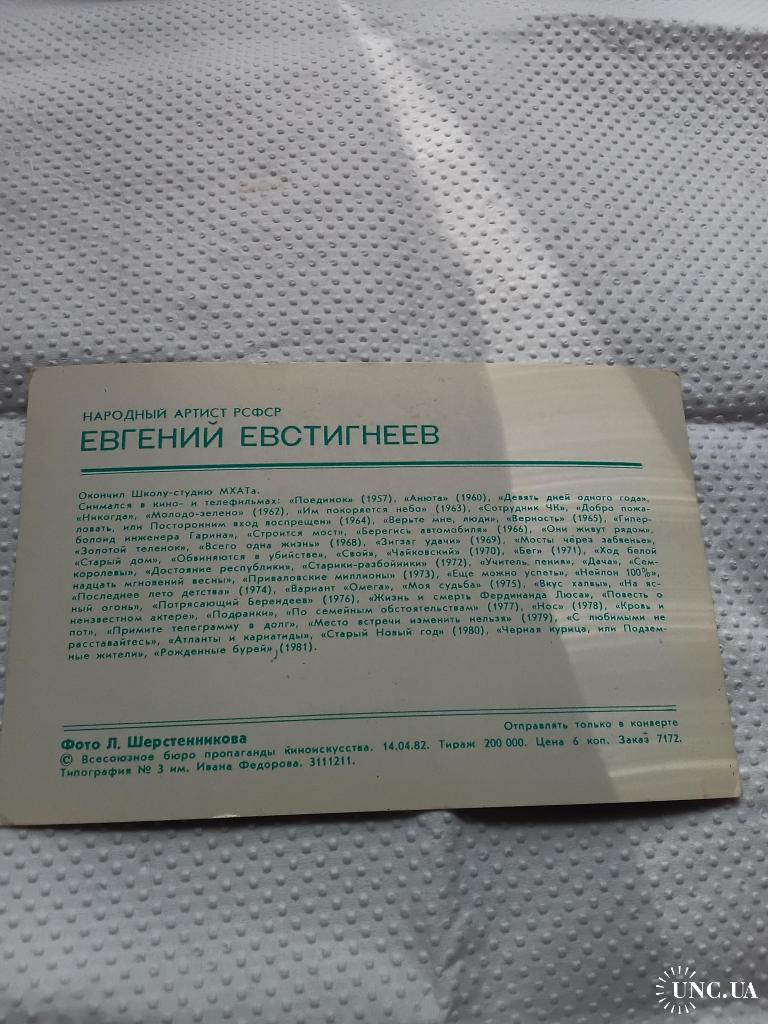 НАРОДНЫЙ АРТИСТ РСФСР
ЕВГЕНИЙ ЕВСТИГНЕЕВ
Окончил Школу-студию МХАТа.
Снимался в кино- и телефильмах: «Поединок» (1957), «Анюта» (1960), «Девять дней одного года»,
«Никогда», «Молодо-зелено» (1962), «Им покоряется небо» (1963), «Сотрудник ЧК», «Добро пожа-
ловать, или Посторонним вход воспрещен» (1964), «Верьте мне, люди», «Верность» (1965), «Гипер-
болоид инженера Гарина», «Строится мост», «Берегись автомобиля» (1966), «Они живут рядом»,
«Золотой теленок», «Всего одна жизнь» (1968), «Зигзаг удачи» (1969), «Мосты через забвенье»,
«Старый дом», «Обвиняются в убийстве», «Свой», «Чайковский» (1970), «Бег» (1971), «Ход белой
королевы», «Достояние республики», «Старики-разбойники» (1972), «Учитель пения», «Дача», «Сем-
надцать мгновений весны», «Приваловские миллионы» (1973), «Еще можно успеть», «Нейлон 100%»,
«Последнее лето детства» (1974), «Вариант «Омега», «Моя судьба» (1975), «Вкус халвы», «На яс-
ный огонь», «Потрясающий Берендеев» (1976), «Жизнь и смерть Фердинанда Люса», «Повесть о
неизвестном актере», «Подранки», «По семейным обстоятельствам» (1977), «Нос» (1978), «Кровь и
пот», «Примите телеграмму в долг», «Место встречи изменить нельзя» (1979), «С любимыми не
расставайтесь», «Атланты и кариатиды», «Старый Новый год» (1980), «Черная курица, или Подзем-
ные жители», «Рожденные бурей» (1981).
Отправлять только в конверте
Фото Л. Шерстенникова
© Всесоюзное бюро пропаганды киноискусства. 14.04.82. Тираж 200 000. Цена 6 коп. Заказ 7172.
Типография № 3 им. Ивана Федорова. 3111211.
UNC.UA